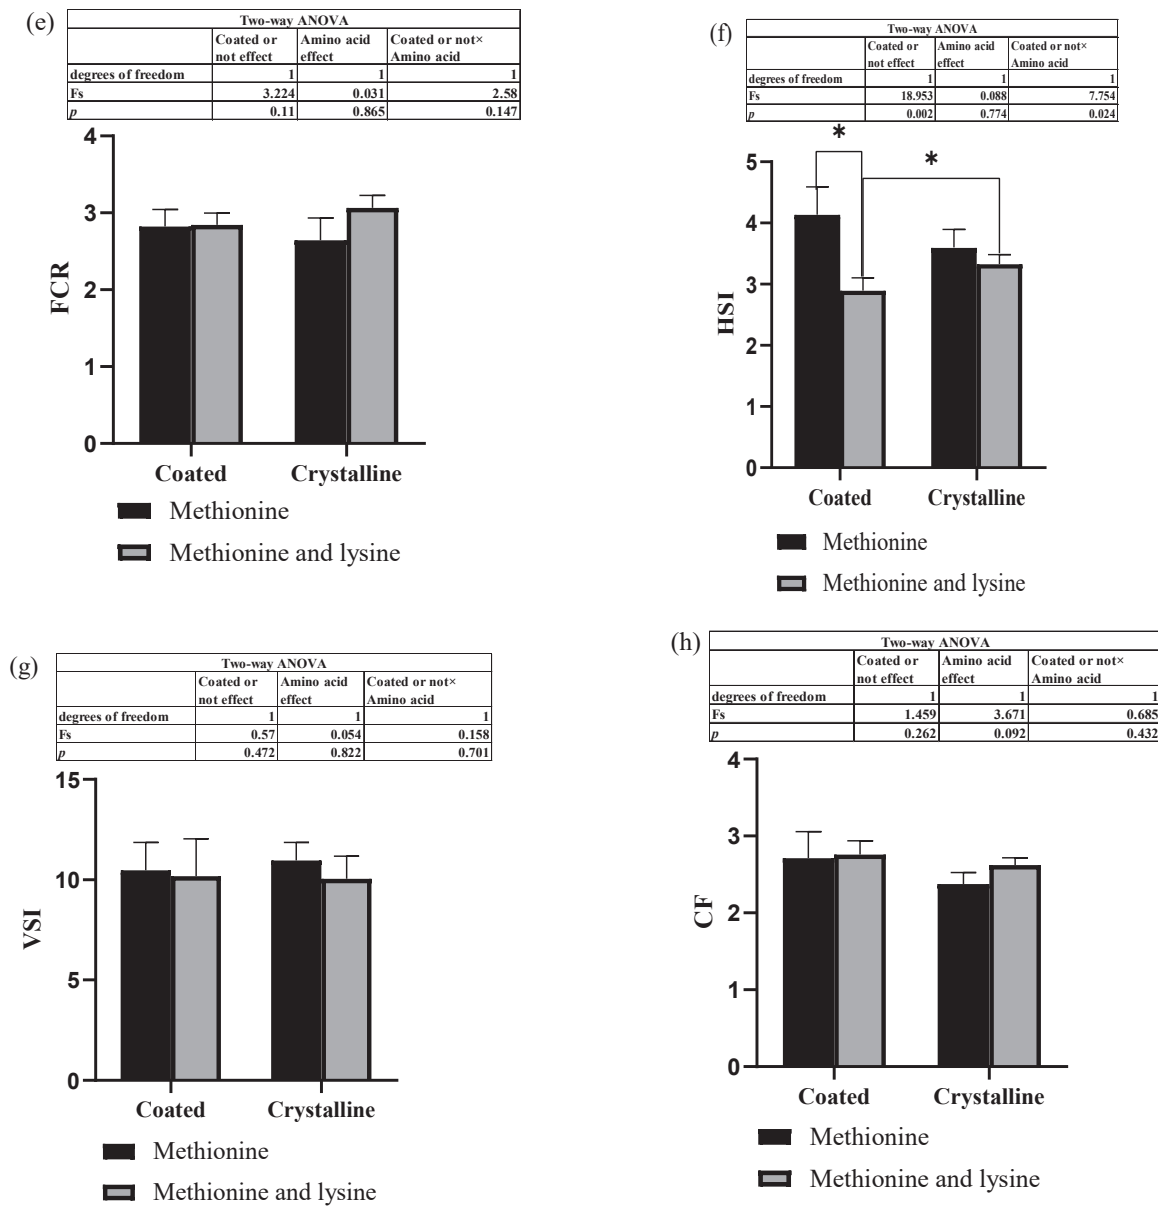 (e)
Two-way ANOVA
Coated or not effect Amino acid effect Coated or not× Amino acid
degrees of freedom 1 1 1
Fs 3.224 0.031 2.58
p 0.11 0.865 0.147
4
3
2
1
0
FCR
Coated Crystalline
Methionine
Methionine and lysine
(f)
Two-way ANOVA
Coated or not effect Amino acid effect Coated or not× Amino acid
degrees of freedom 1 1 1
Fs 18.953 0.088 7.754
p 0.002 0.774 0.024
* *
5
4
3
2
1
0
HSI
Coated Crystalline
Methionine
Methionine and lysine
(g)
Two-way ANOVA
Coated or not effect Amino acid effect Coated or not× Amino acid
degrees of freedom 1 1 1
Fs 0.57 0.054 0.158
p 0.472 0.822 0.701
15
10
5
0
VSI
Coated Crystalline
Methionine
Methionine and lysine
(h)
Two-way ANOVA
Coated or not effect Amino acid effect Coated or not× Amino acid
degrees of freedom 1 1 1
Fs 1.459 3.671 0.685
p 0.262 0.092 0.432
4
3
2
1
0
CF
Coated Crystalline
Methionine
Methionine and lysine